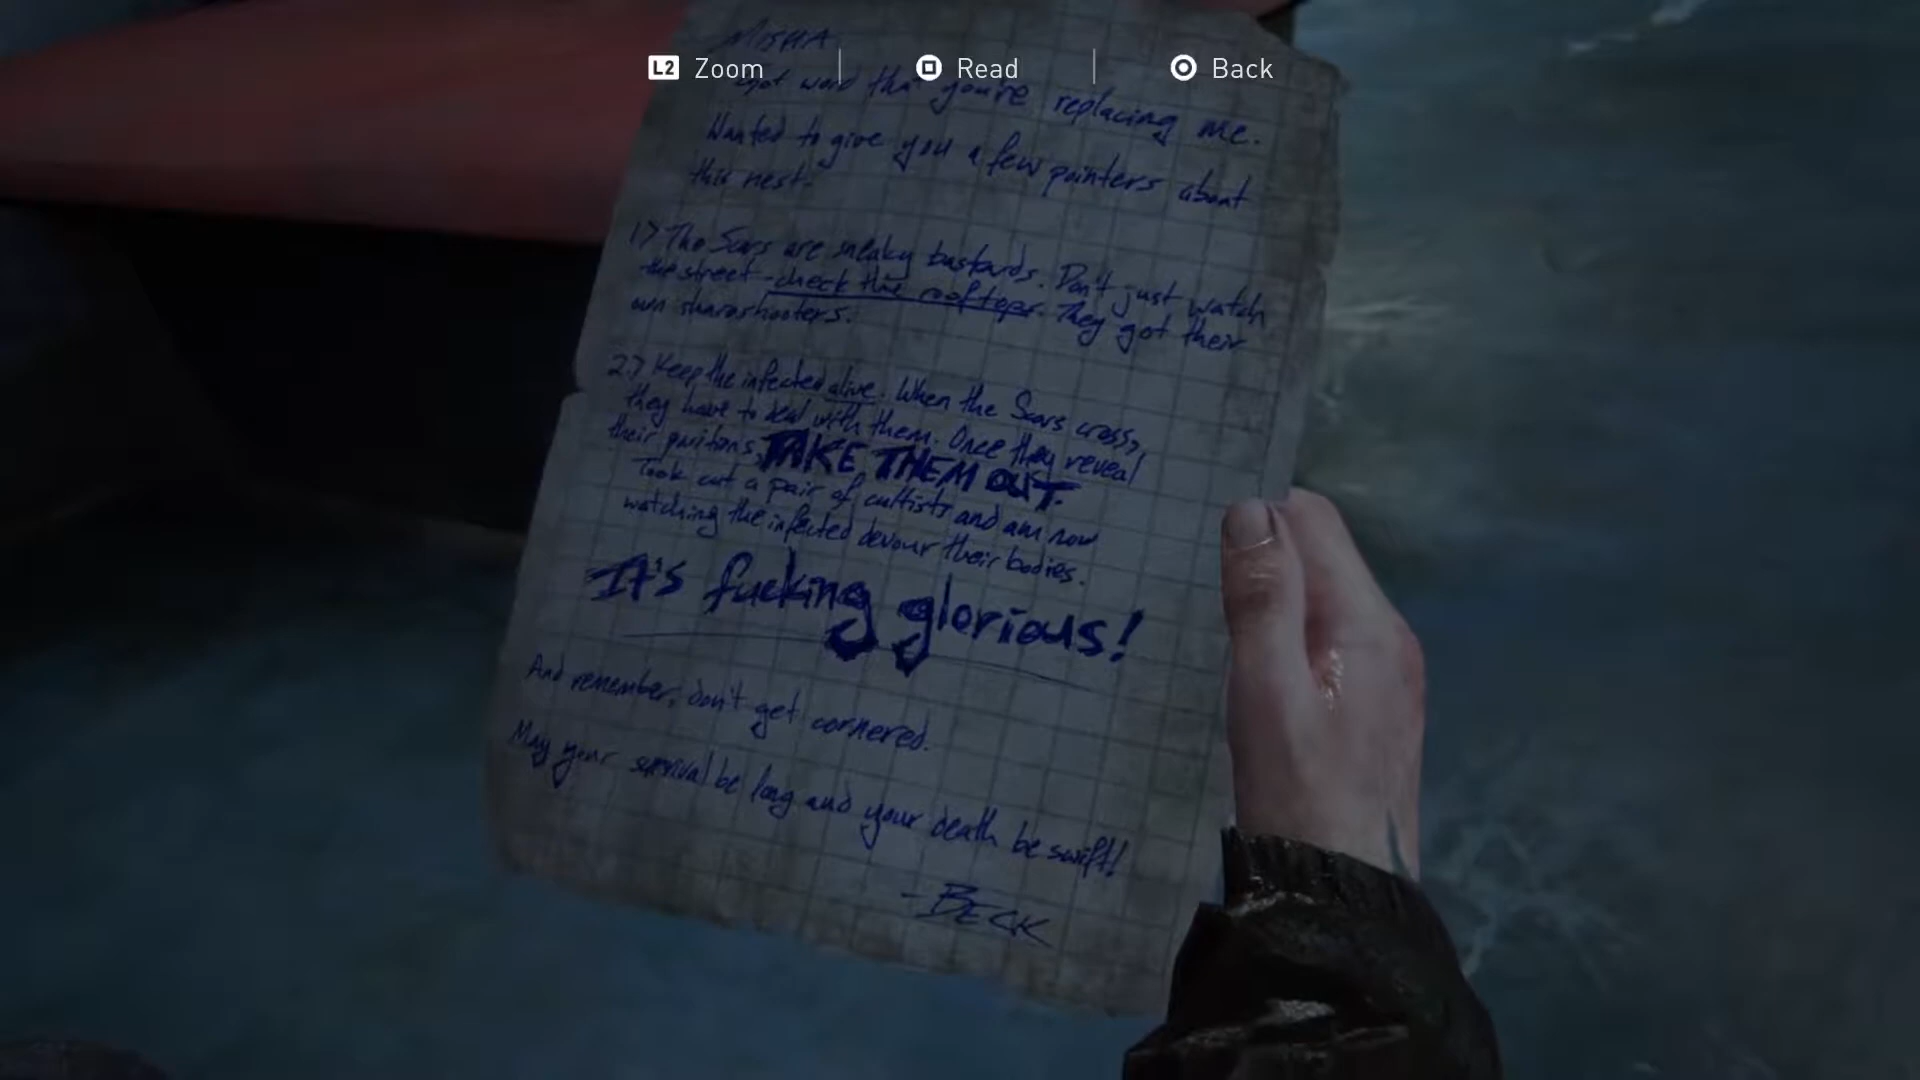 L2 Zoom
Read
Back
MISHA
Got word that you're replacing me.
Wanted to give you a few pointers about
this nest.
1> The Scars are sneaky bastards. Don't just watch
the street - check the rooftops. They got their
own sharpshooters.
2.> Keep the infected alive. When the Scars cross,
they have to deal with them. Once they reveal
their positions, TAKE THEM OUT.
Took out a pair of cultists and am now
watching the infected devour their bodies.
It's fucking glorious!
And remember, don't get cornered.
May your survival be long and your death be swift!
-BECK